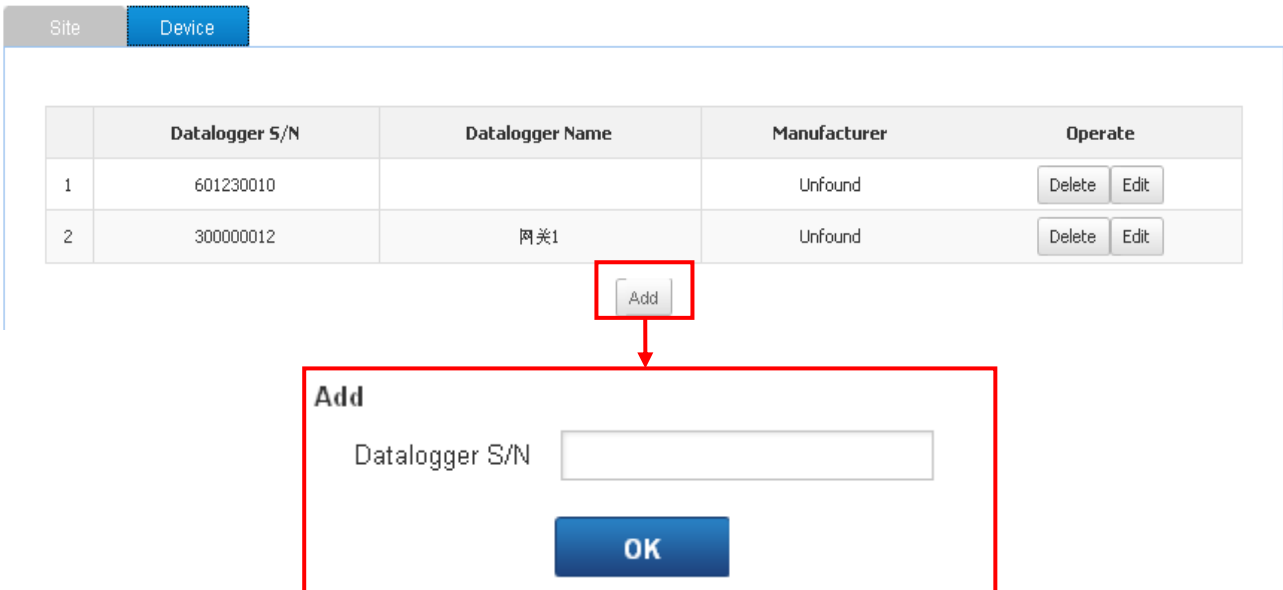 Site Device
Datalogger S/N Datalogger Name Manufacturer Operate
1 601230010 Unfound Delete Edit
2 300000012 网关1 Unfound Delete Edit
Add
Add
Datalogger S/N
OK